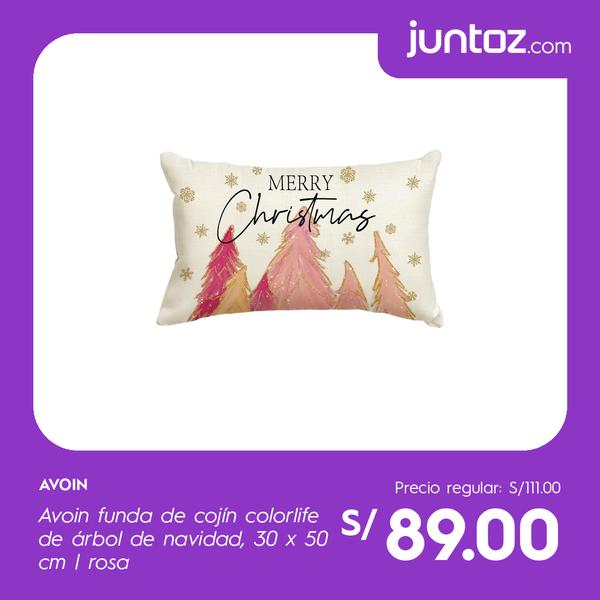 juntoz.com
MERRY
Christmas
AVOIN
Avoin funda de cojín colorlife
de árbol de navidad, 30 x 50
cm | rosa
Precio regular: S/111.00
S/89.00